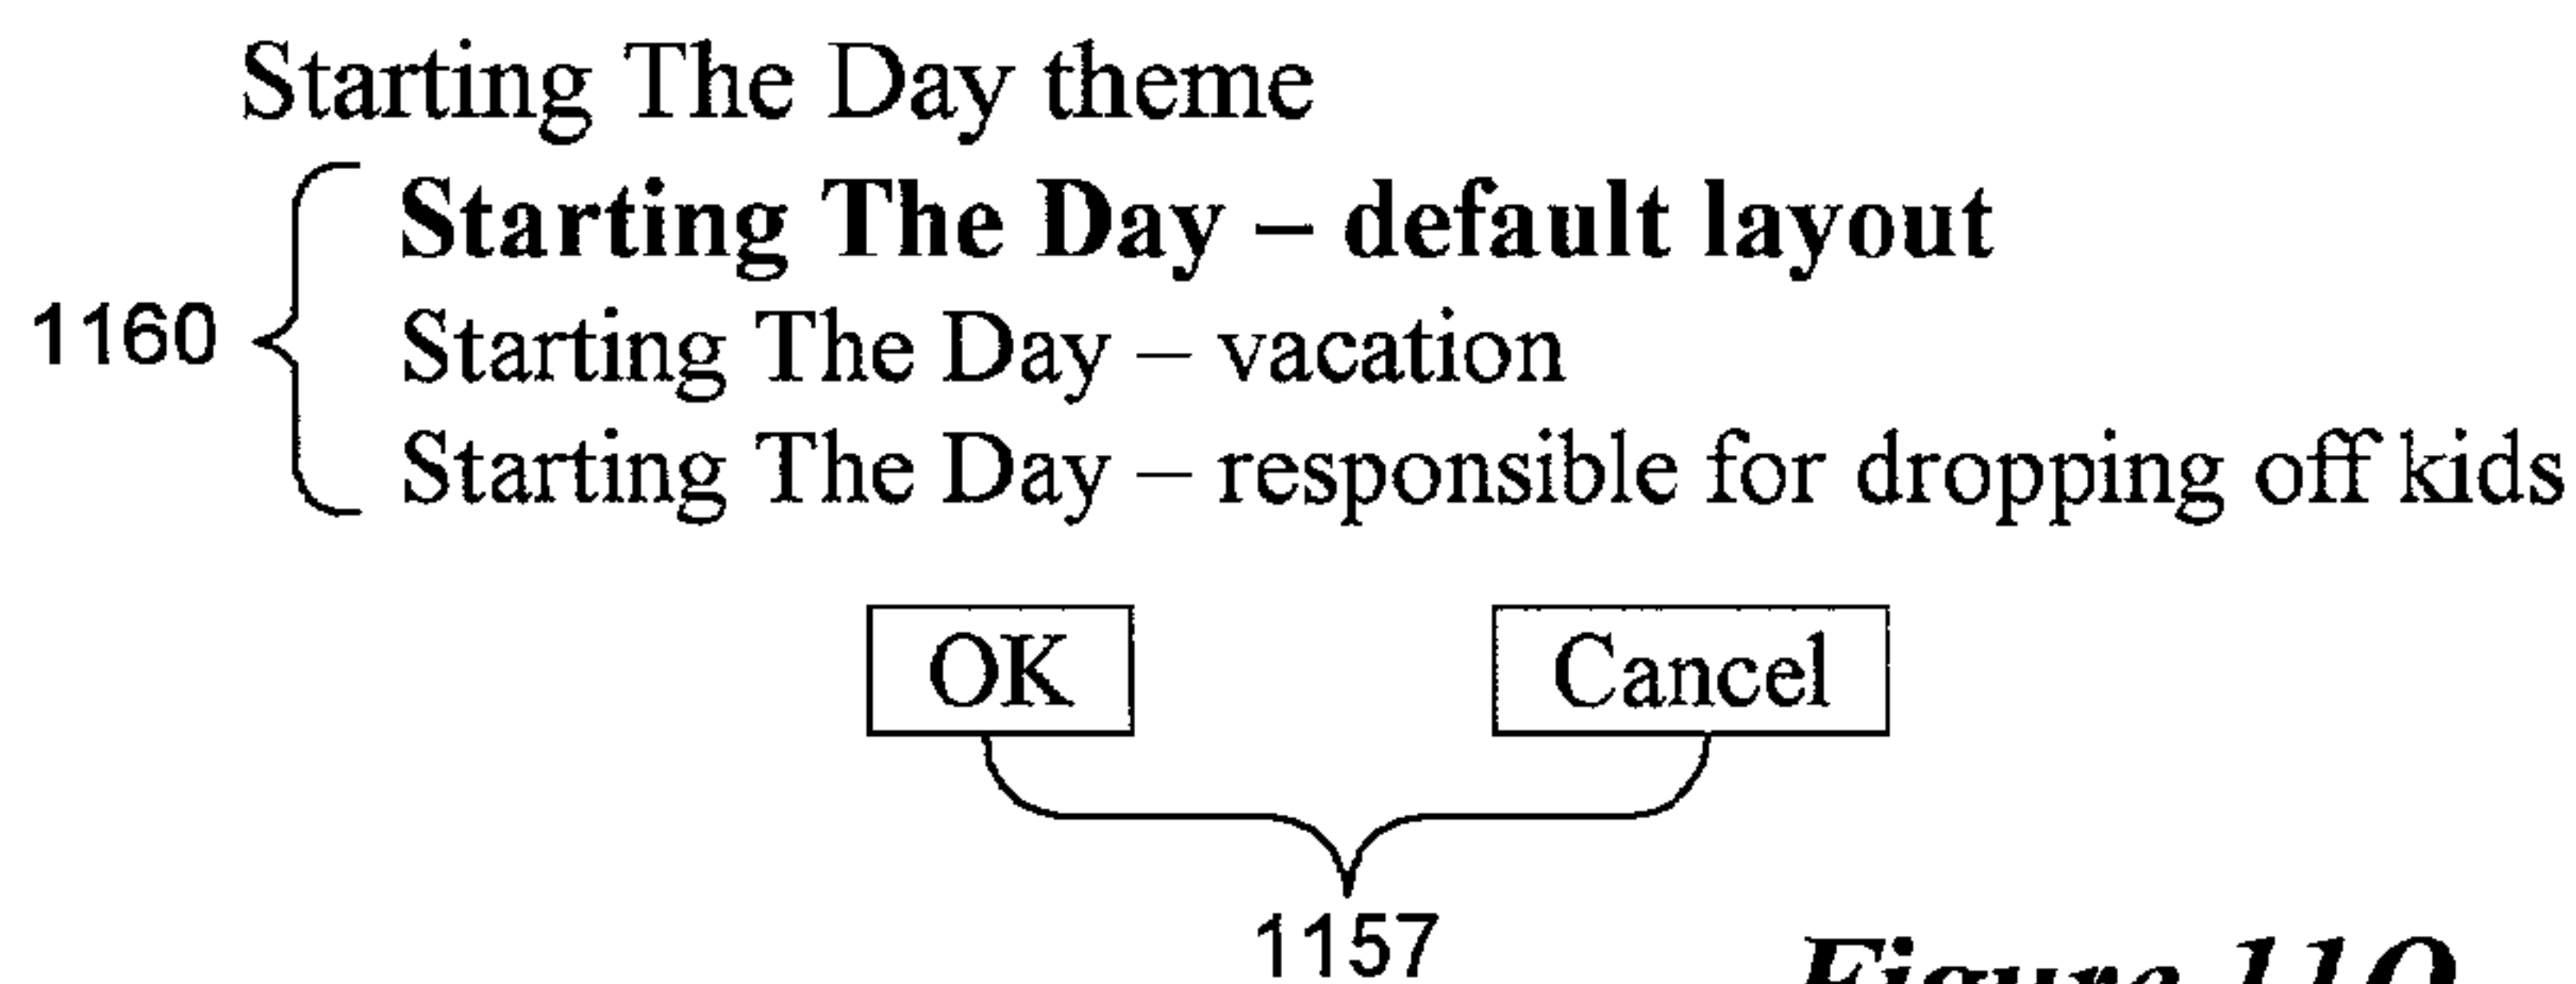 Starting The Day theme
Starting The Day – default layout
1160
Starting The Day – vacation
Starting The Day – responsible for dropping off kids
OK Cancel
1157
Figure